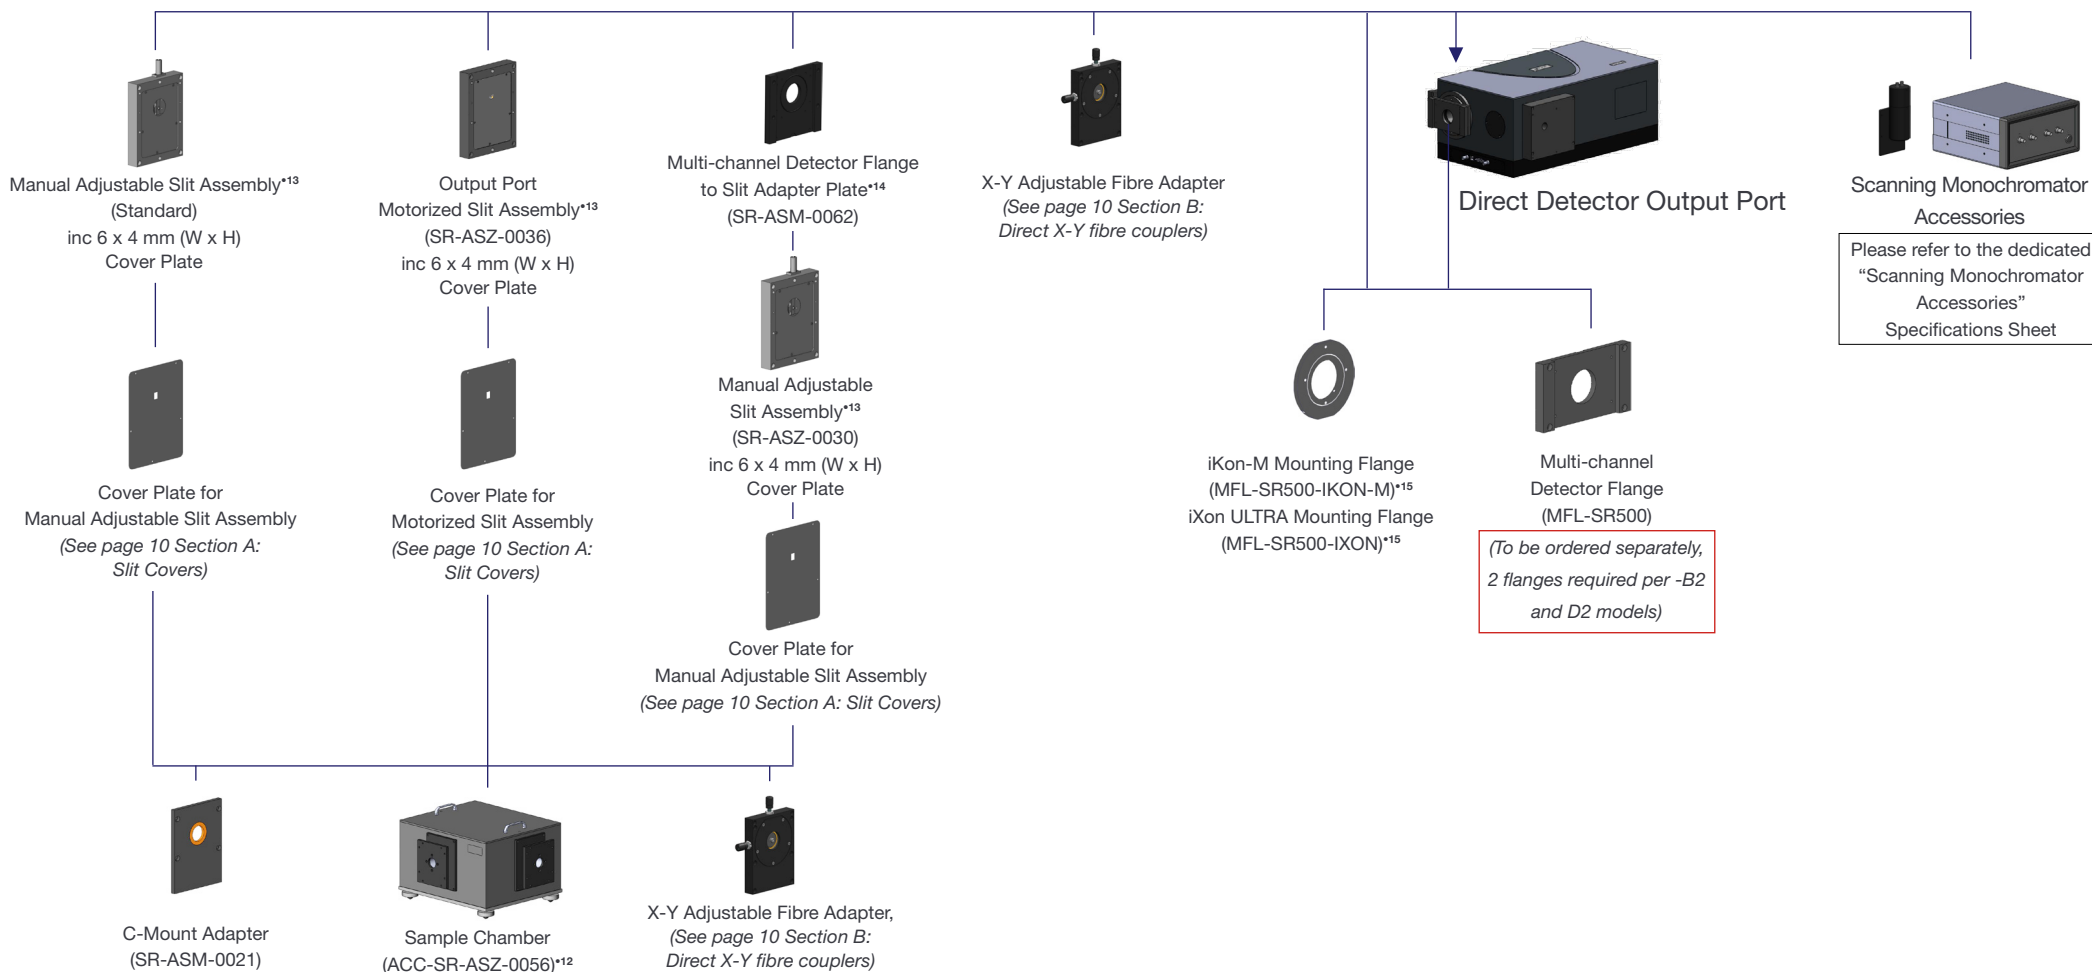 Manual Adjustable Slit Assembly•13
(Standard)
inc 6 x 4 mm (W x H)
Cover Plate
Output Port
Motorized Slit Assembly•13
(SR-ASZ-0036)
inc 6 x 4 mm (W x H)
Cover Plate
Multi-channel Detector Flange
to Slit Adapter Plate•14
(SR-ASM-0062)
X-Y Adjustable Fibre Adapter
(See page 10 Section B:
Direct X-Y fibre couplers)
Direct Detector Output Port
Scanning Monochromator
Accessories
Please refer to the dedicated
“Scanning Monochromator
Accessories”
Specifications Sheet
Manual Adjustable
Slit Assembly•13
(SR-ASZ-0030)
inc 6 x 4 mm (W x H)
Cover Plate
iKon-M Mounting Flange
(MFL-SR500-IKON-M)•15
iXon ULTRA Mounting Flange
(MFL-SR500-IXON)•15
Multi-channel
Detector Flange
(MFL-SR500)
(To be ordered separately,
2 flanges required per -B2
and D2 models)
Cover Plate for
Manual Adjustable Slit Assembly
(See page 10 Section A:
Slit Covers)
Cover Plate for
Motorized Slit Assembly
(See page 10 Section A:
Slit Covers)
Cover Plate for
Manual Adjustable Slit Assembly
(See page 10 Section A: Slit Covers)
C-Mount Adapter
(SR-ASM-0021)
Sample Chamber
(ACC-SR-ASZ-0056)•12
X-Y Adjustable Fibre Adapter,
(See page 10 Section B:
Direct X-Y fibre couplers)